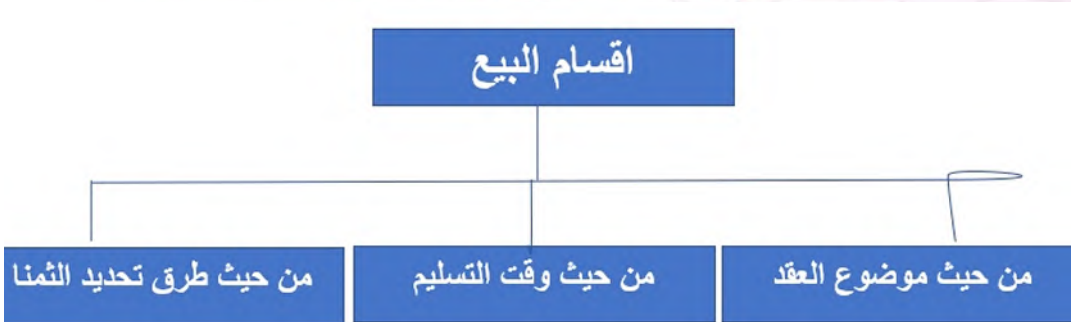 اقسام البيع
من حيث موضوع العقد
من حيث وقت التسليم
من حيث طرق تحديد الثمنا